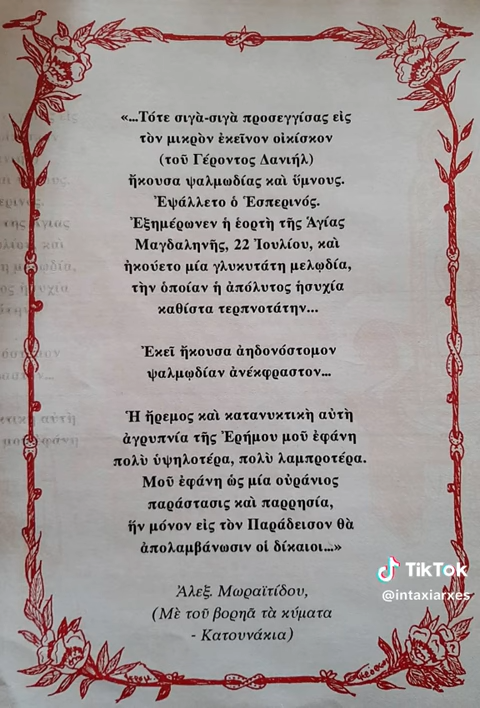 «...Τότε σιγὰ-σιγὰ προσεγγίσας εἰς
τὸν μικρὸν ἐκεῖνον οἰκίσκον
(τοῦ Γέροντος Δανιήλ)
ἤκουσα ψαλμωδίας καὶ ὕμνους.
Ἐψάλλετο ὁ Ἑσπερινός.
Ἐξημέρωνεν ἡ ἑορτὴ τῆς Ἁγίας
Μαγδαληνῆς, 22 Ἰουλίου, καὶ
ἠκούετο μία γλυκυτάτη μελῳδία,
τὴν ὁποίαν ἡ ἀπόλυτος ἡσυχία
καθίστα τερπνοτάτην...
Ἐκεῖ ἤκουσα ἀηδονόστομον
ψαλμῳδίαν ἀνέκφραστον...
Ἡ ἤρεμος καὶ κατανυκτικὴ αὐτὴ
ἀγρυπνία τῆς Ἐρήμου μοῦ ἐφάνη
πολὺ ὑψηλοτέρα, πολὺ λαμπροτέρα.
Μοῦ ἐφάνη ὡς μία οὐράνιος
παράστασις καὶ παρρησία,
ἥν μόνον εἰς τὸν Παράδεισον θὰ
ἀπολαμβάνωσιν οἱ δίκαιοι...»
Ἀλεξ. Μωραϊτίδου,
(Μὲ τοῦ βορηᾶ τὰ κύματα
- Κατουνάκια)
TikTok
@intaxiarxes